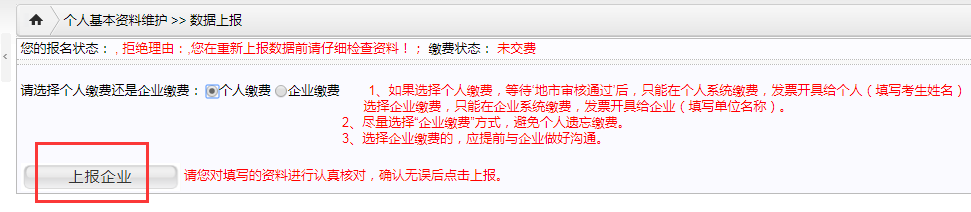 个人基本资料维护 >> 数据上报
您的报名状态： , 拒绝理由：,您在重新上报数据前请仔细检查资料！； 缴费状态： 未交费
请选择个人缴费还是企业缴费： 个人缴费 企业缴费 1、如果选择个人缴费，等待'地市审核通过'后，只能在个人系统缴费，发票开具给个人（填写考生姓名）
选择企业缴费，只能在企业系统缴费，发票开具给企业（填写单位名称）。
2、尽量选择“企业缴费”方式，避免个人遗忘缴费。
3、选择企业缴费的，应提前与企业做好沟通。
上报企业 请您对填写的资料进行认真核对，确认无误后点击上报。